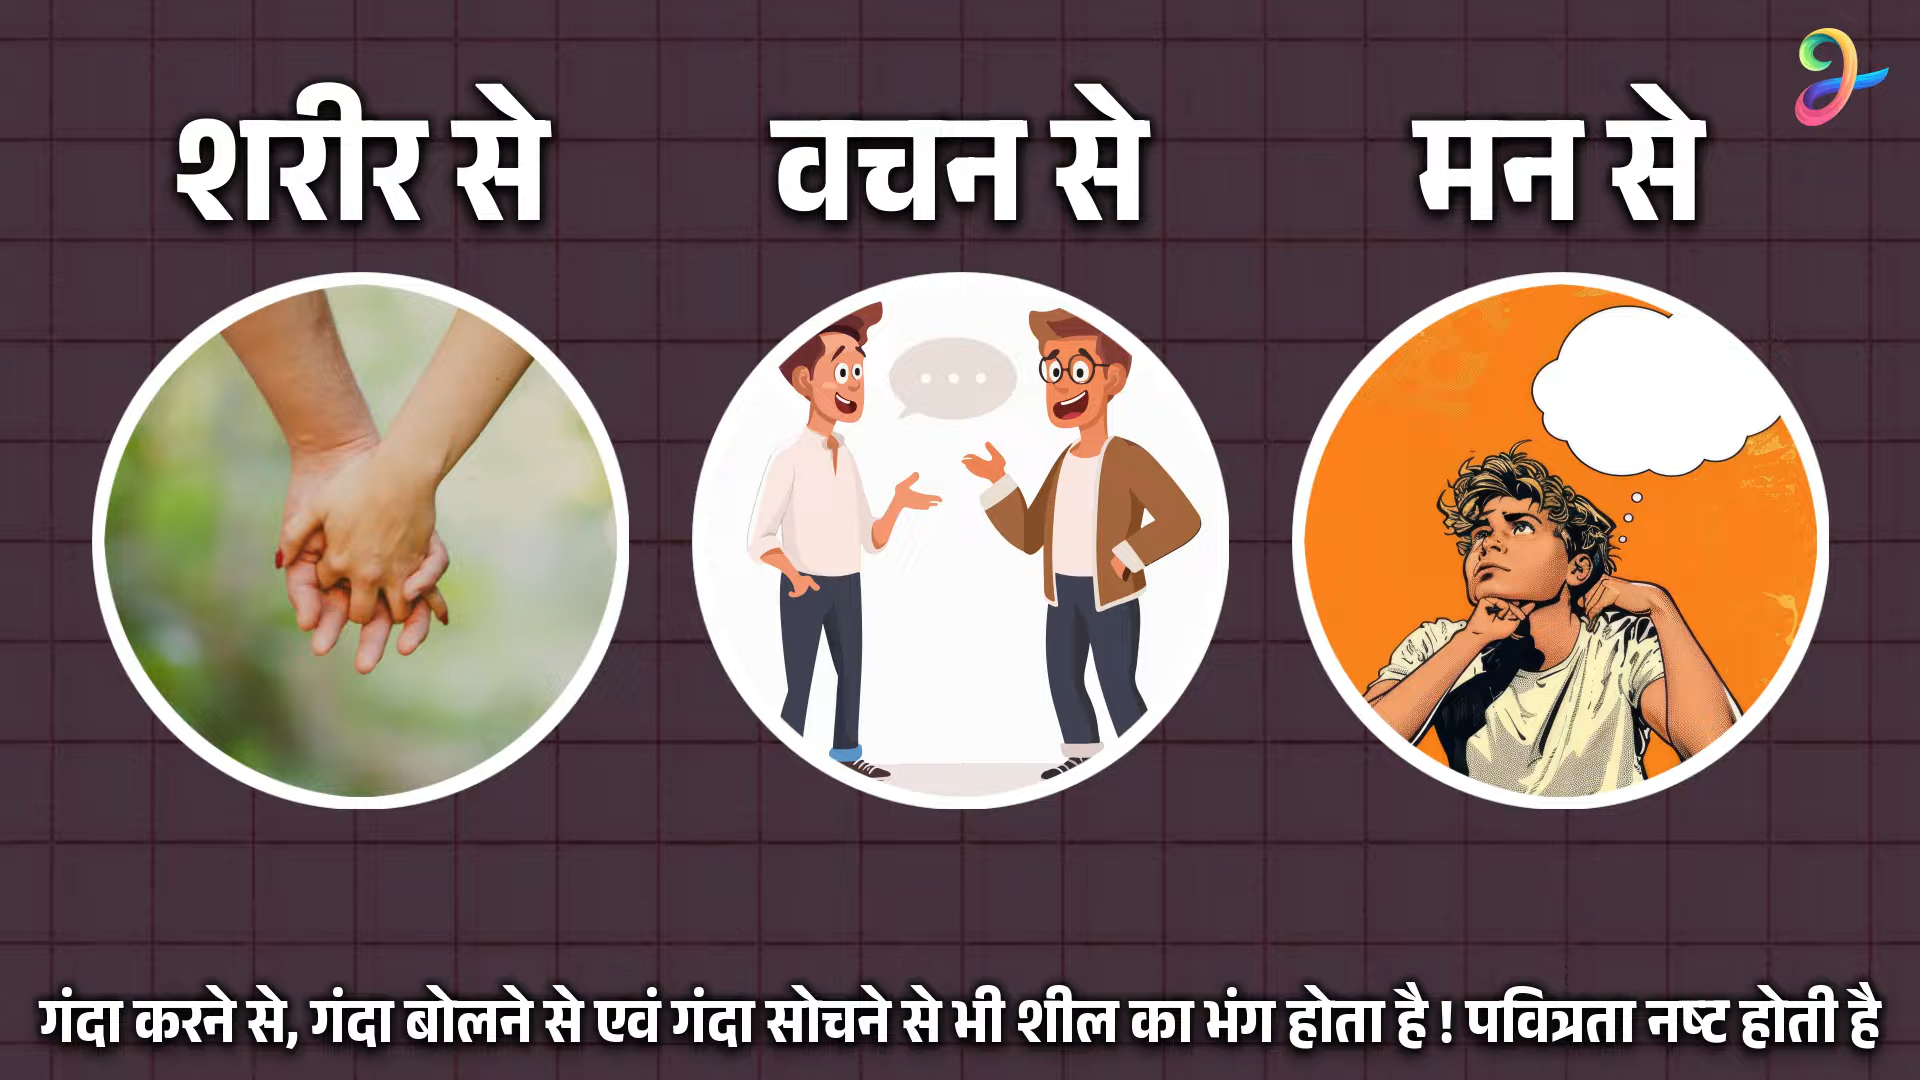 शरीर से
वचन से
मन से
गंदा करने से, गंदा बोलने से एवं गंदा सोचने से भी शील का भंग होता है ! पवित्रता नष्ट होती है